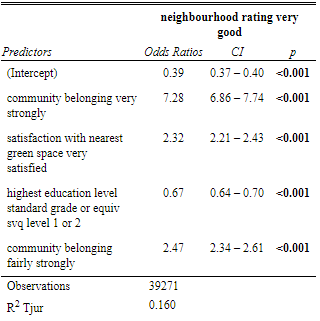 neighbourhood rating very
good
Predictors Odds Ratios CI p
(Intercept) 0.39 0.37 – 0.40 <0.001
community belonging very 7.28 6.86 – 7.74 <0.001
strongly
satisfaction with nearest 2.32 2.21 – 2.43 <0.001
green space very
satisfied
highest education level 0.67 0.64 – 0.70 <0.001
standard grade or equiv
svq level 1 or 2
community belonging 2.47 2.34 – 2.61 <0.001
fairly strongly
Observations 39271
R² Tjur 0.160